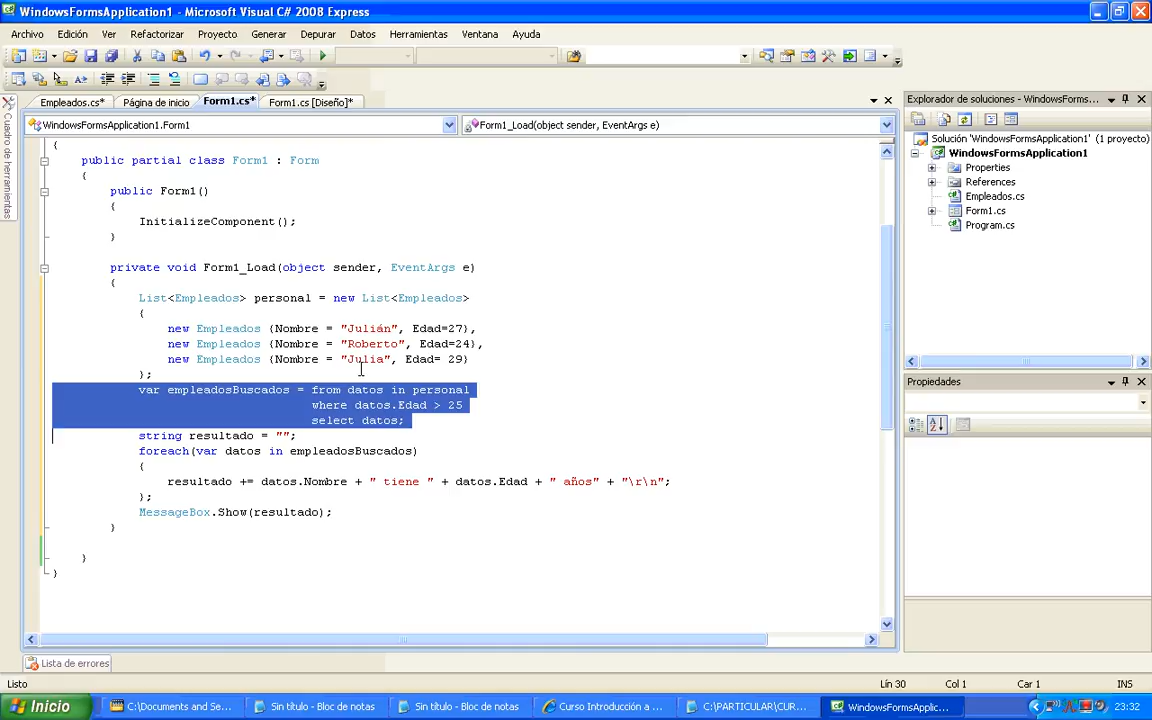 WindowsFormsApplication1 - Microsoft Visual C# 2008 Express
Archivo Edición Ver Refactorizar Proyecto Generar Depurar Datos Herramientas Ventana Ayuda
Empleados.cs* Página de inicio Form1.cs* Form1.cs [Diseño]*
WindowsFormsApplication1.Form1
Form1_Load(object sender, EventArgs e)
{
public partial class Form1 : Form
{
public Form1()
{
InitializeComponent();
}
private void Form1_Load(object sender, EventArgs e)
{
List<Empleados> personal = new List<Empleados>
{
new Empleados {Nombre = "Julián", Edad=27},
new Empleados {Nombre = "Roberto", Edad=24},
new Empleados {Nombre = "Julia", Edad= 29}
};
var empleadosBuscados = from datos in personal
where datos.Edad > 25
select datos;
string resultado = "";
foreach(var datos in empleadosBuscados)
{
resultado += datos.Nombre + " tiene " + datos.Edad + " años" + "\r\n";
};
MessageBox.Show(resultado);
}
}
}
Cuadro de herramientas
Explorador de soluciones - WindowsForms...
Solución 'WindowsFormsApplication1' (1 proyecto)
WindowsFormsApplication1
Properties
References
Empleados.cs
Form1.cs
Program.cs
Propiedades
Lista de errores
Listo
Lín 30 Col 1 Car 1 INS
Inicio
C:\Documents and Se...
Sin título - Bloc de notas
Sin título - Bloc de notas
Curso Introducción a ...
C:\PARTICULAR\CUR...
WindowsFormsApplic...
23:32